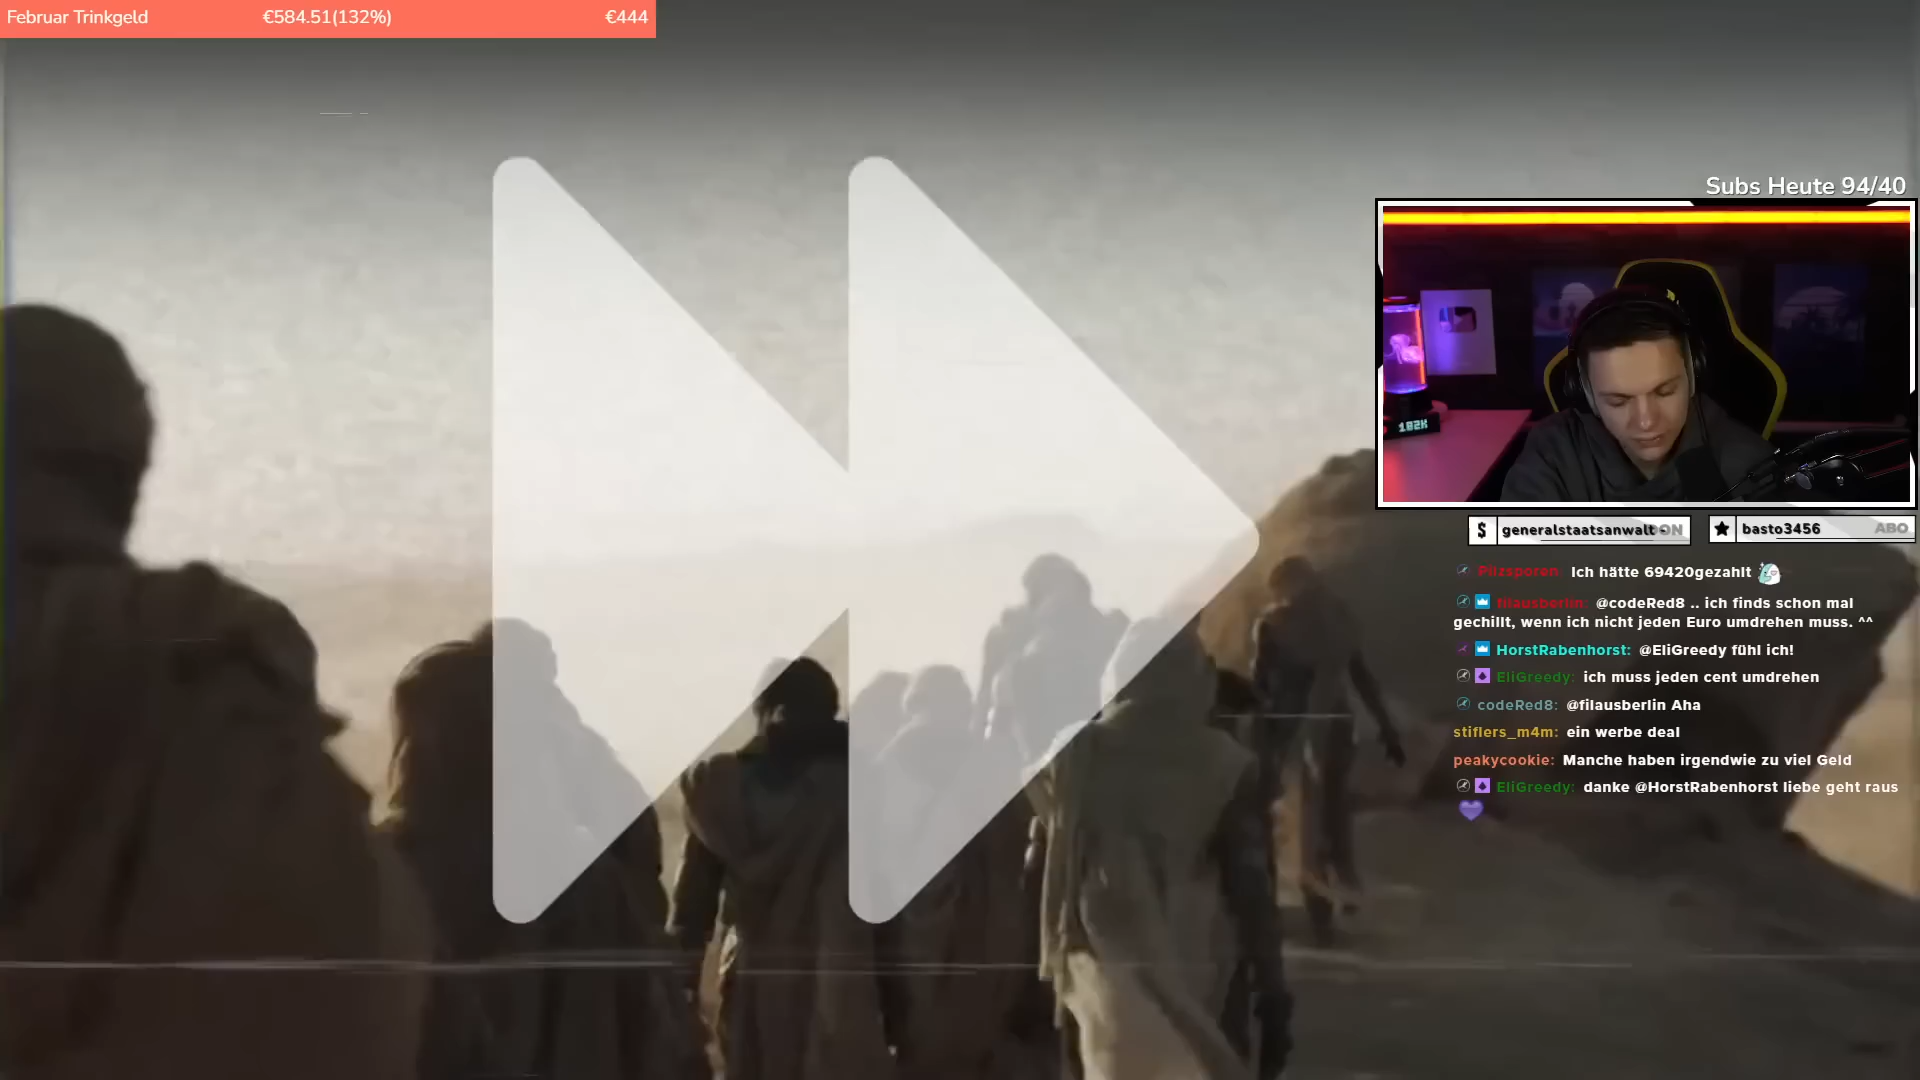 Februar Trinkgeld €584.51(132%) €444
Subs Heute 94/40
102K
$ generalstaatsanwalt -
basto3456 ABO
Pilzsporen: Ich hätte 69420gezahlt
filausberlin: @codeRed8 .. ich finds schon mal
gechillt, wenn ich nicht jeden Euro umdrehen muss. ^^
HorstRabenhorst: @EliGreedy fühl ich!
EliGreedy: ich muss jeden cent umdrehen
codeRed8: @filausberlin Aha
stiflers_m4m: ein werbe deal
peakycookie: Manche haben irgendwie zu viel Geld
EliGreedy: danke @HorstRabenhorst liebe geht raus